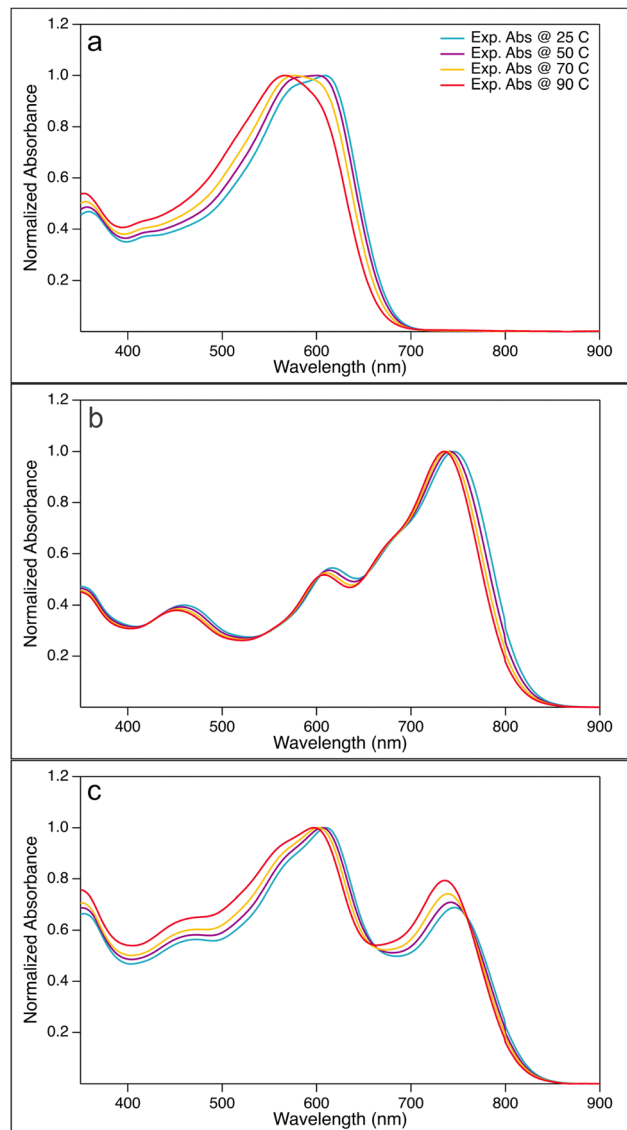 a
Exp. Abs @ 25 C
Exp. Abs @ 50 C
Exp. Abs @ 70 C
Exp. Abs @ 90 C
1.2
1.0
0.8
0.6
0.4
0.2
Normalized Absorbance
400 500 600 700 800 900
Wavelength (nm)
b
1.2
1.0
0.8
0.6
0.4
0.2
Normalized Absorbance
400 500 600 700 800 900
Wavelength (nm)
c
1.2
1.0
0.8
0.6
0.4
0.2
Normalized Absorbance
400 500 600 700 800 900
Wavelength (nm)